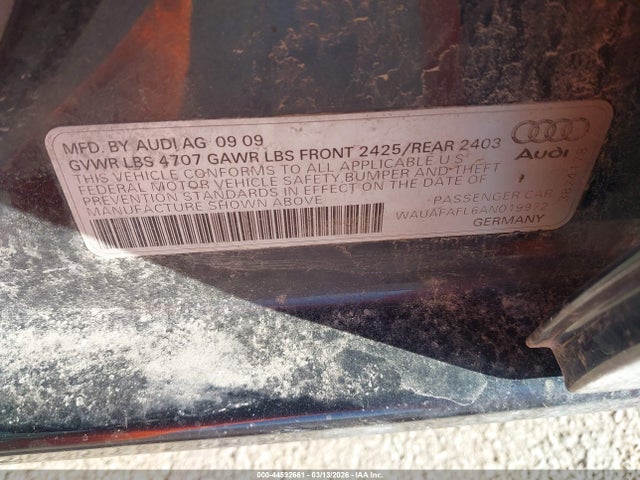 MFD. BY AUDI AG 09 09
GVWR LBS 4707 GAWR LBS FRONT 2425/REAR 2403
THIS VEHICLE CONFORMS TO ALL APPLICABLE U.S.
FEDERAL MOTOR VEHICLE SAFETY BUMPER AND THEFT
PREVENTION STANDARDS IN EFFECT ON THE DATE OF
MANUFACTURE SHOWN ABOVE
Audi
PASSENGER CAR
WAUAFAFL6AN019972
GERMANY
000-44592661 - 03/13/2026 - IAA Inc.